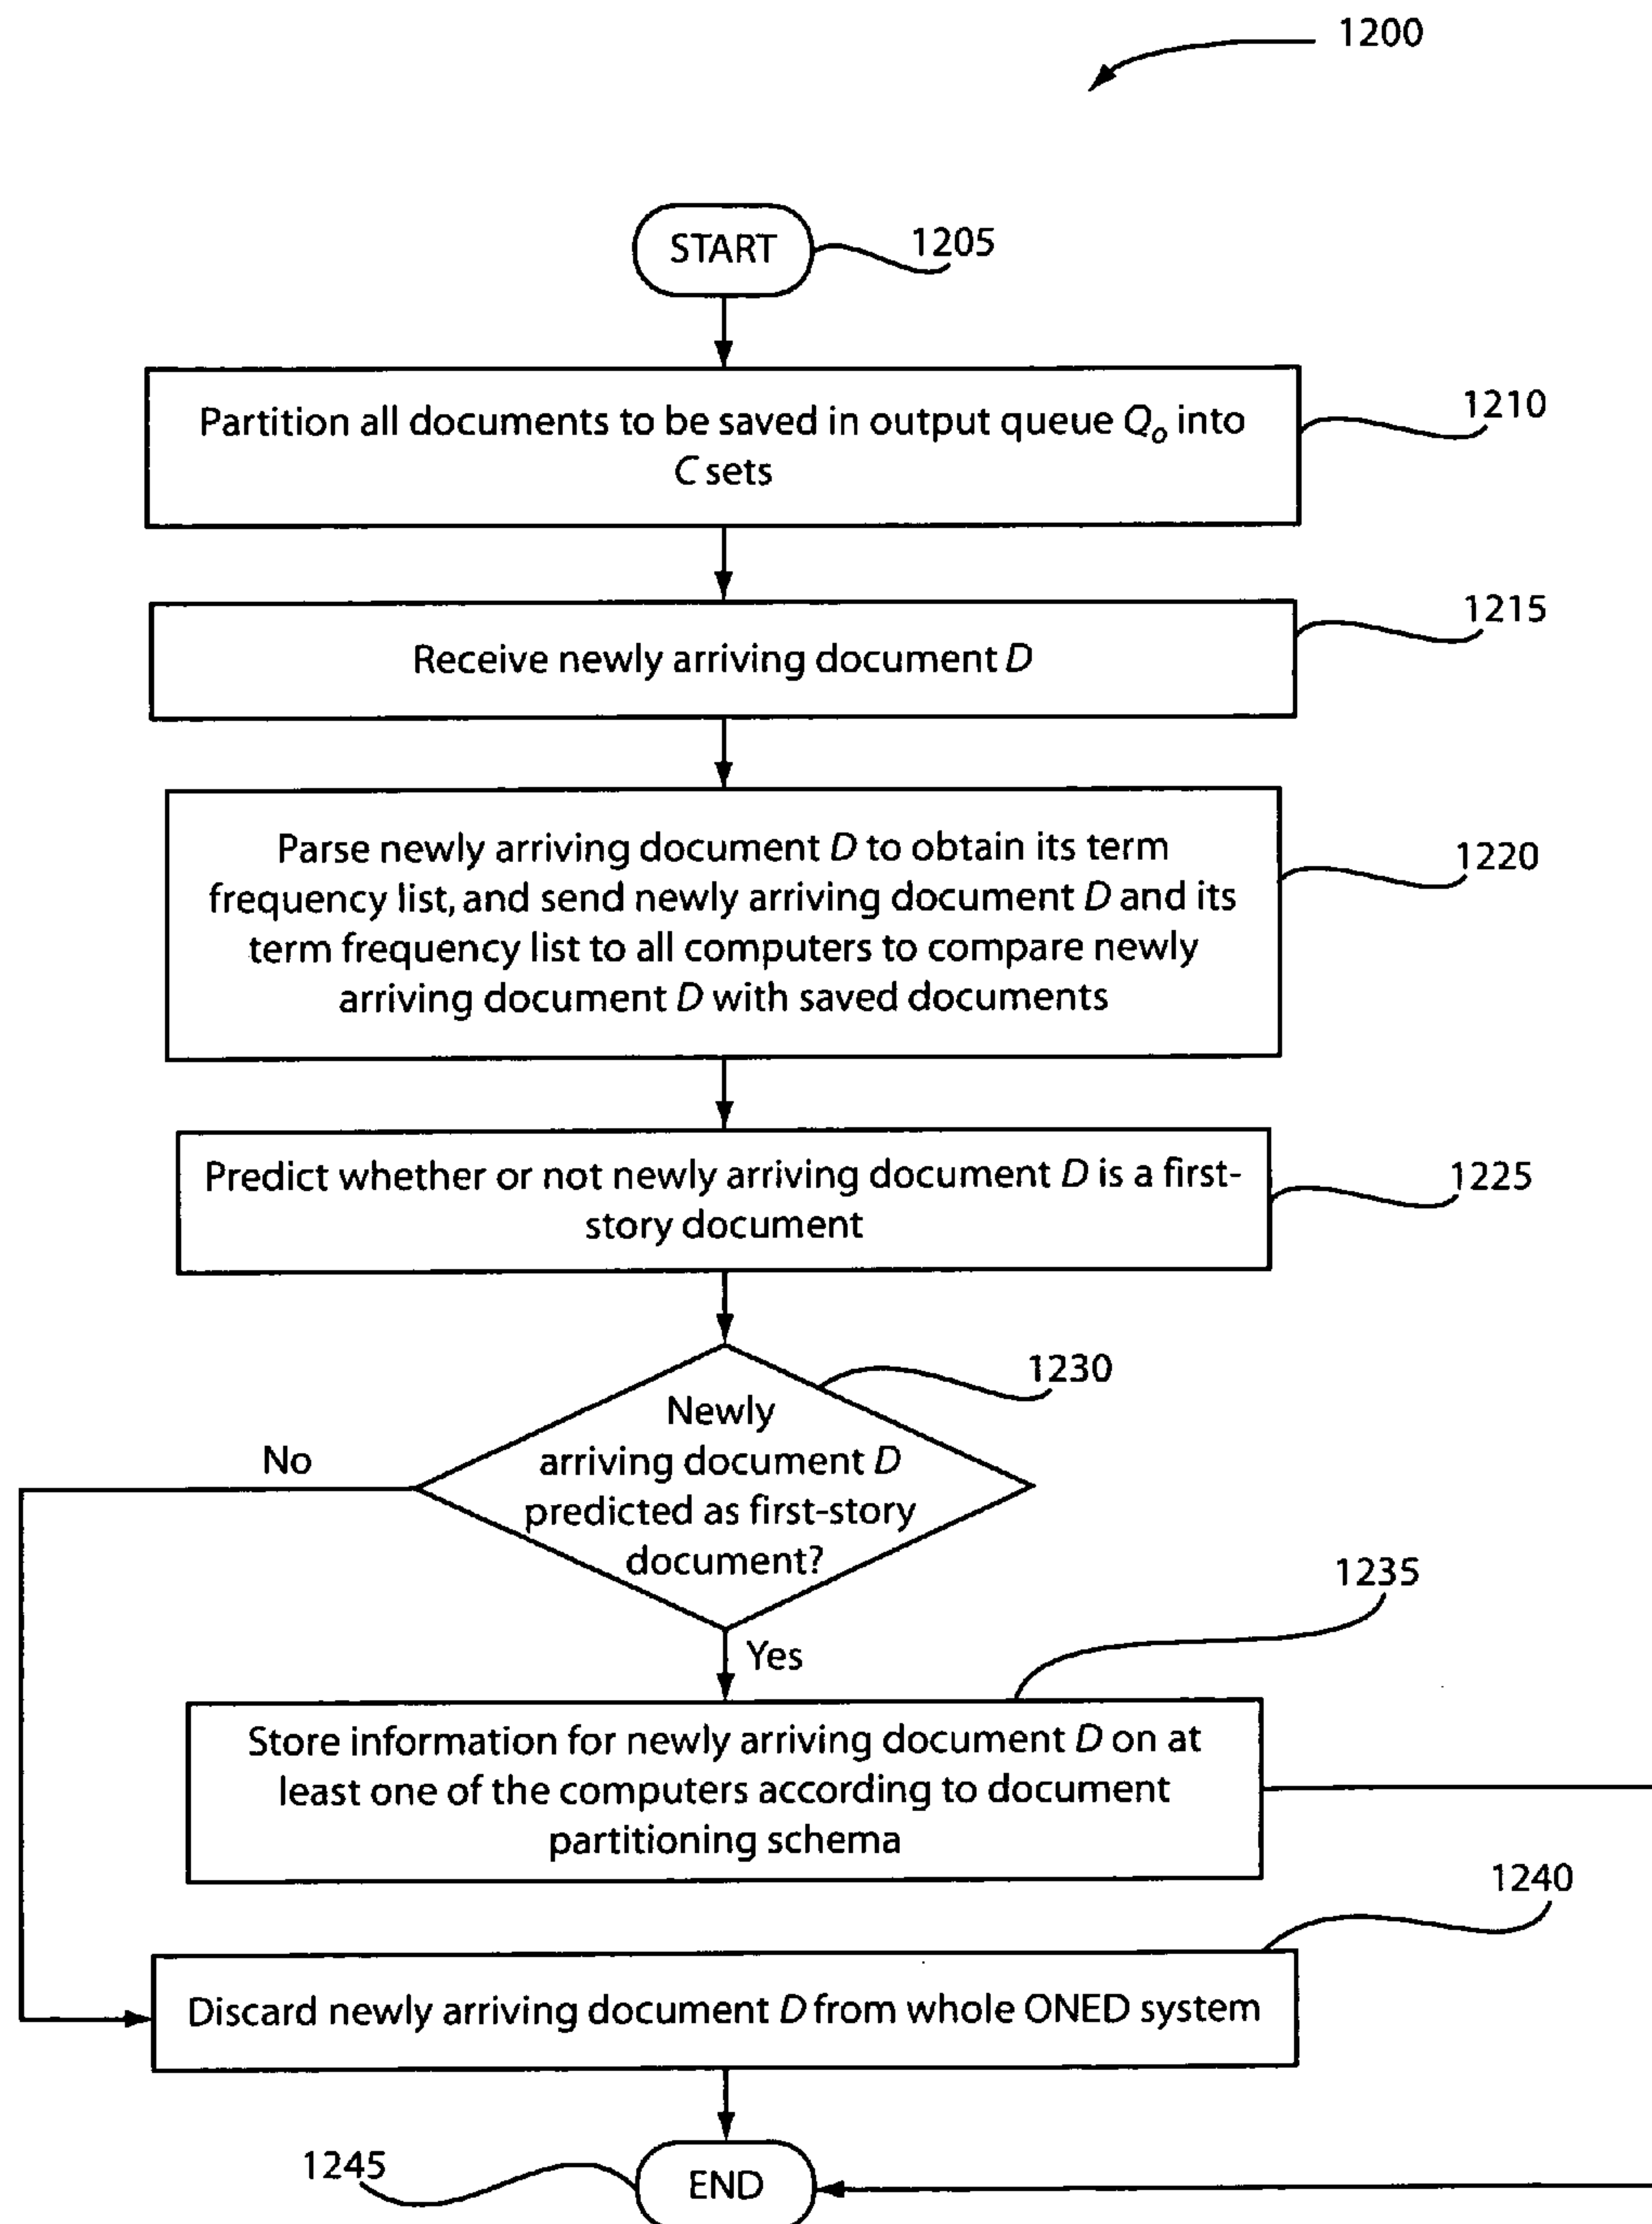 1200
START
1205
Partition all documents to be saved in output queue Qo into
C sets
1210
Receive newly arriving document D
1215
Parse newly arriving document D to obtain its term
frequency list, and send newly arriving document D and its
term frequency list to all computers to compare newly
arriving document D with saved documents
1220
Predict whether or not newly arriving document D is a first-
story document
1225
1230
Newly
arriving document D
predicted as first-story
document?
No
Yes
1235
Store information for newly arriving document D on at
least one of the computers according to document
partitioning schema
1240
Discard newly arriving document D from whole ONED system
1245
END